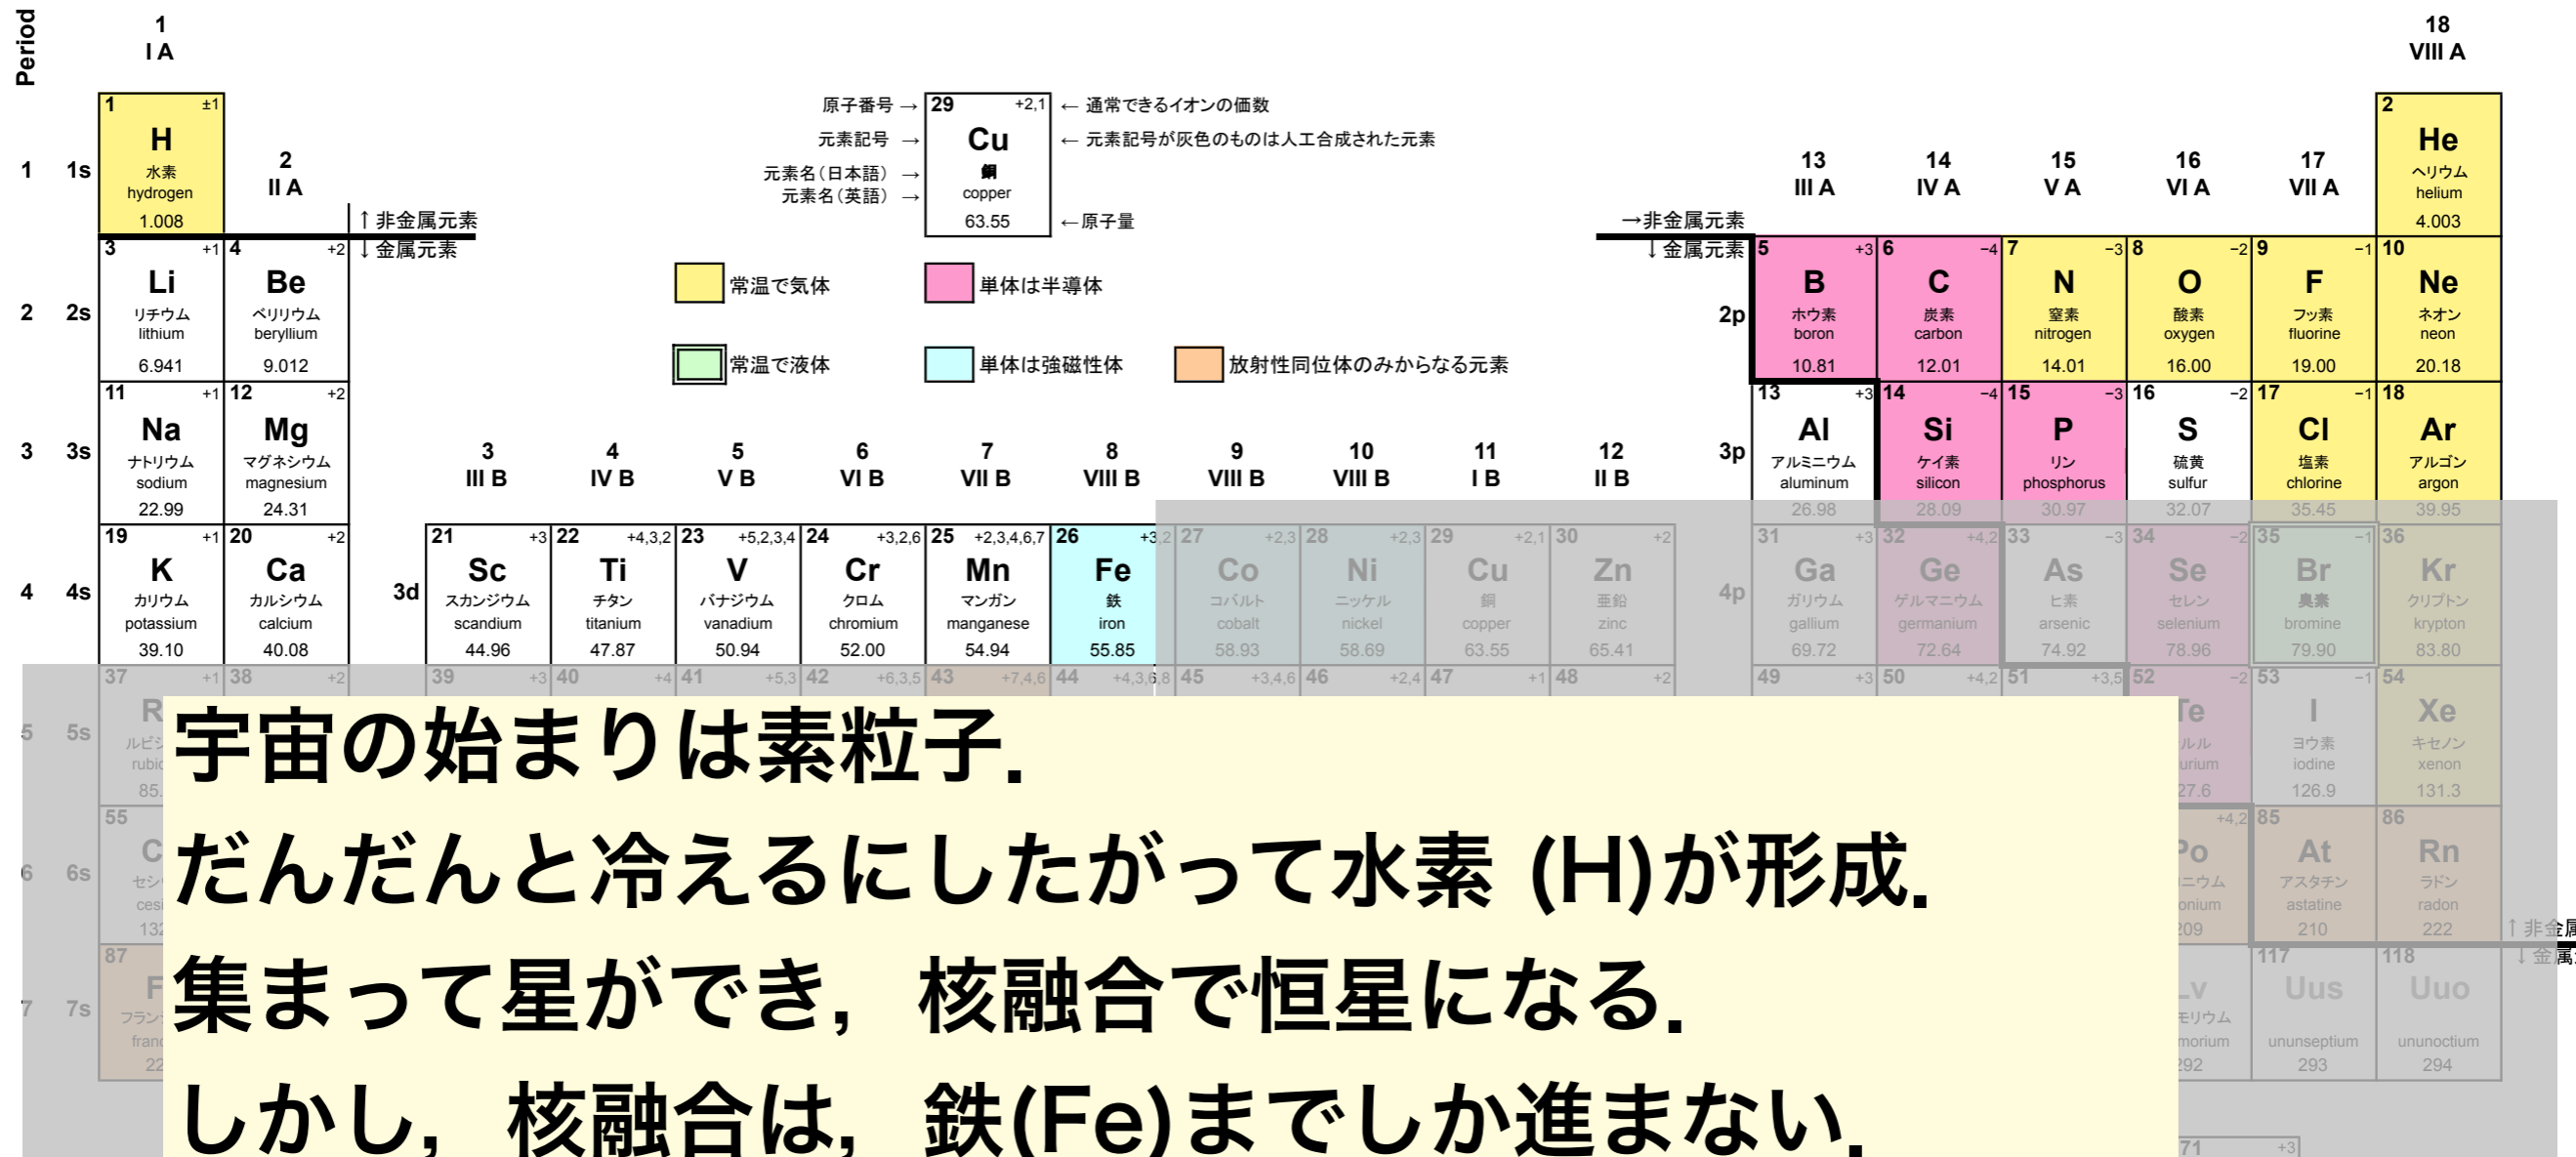 Period
1
I A
18
VIII A
1 ±1
H
水素
hydrogen
1.008
1 1s
2
II A
↑非金属元素
↓金属元素
原子番号→
元素記号 →
元素名(日本語) →
元素名(英語) →
29 +2,1
Cu
銅
copper
63.55
← 通常できるイオンの価数
← 元素記号が灰色のものは人工合成された元素
←原子量
13
III A
14
IV A
15
V A
16
VI A
17
VII A
2
He
ヘリウム
helium
4.003
→非金属元素
↓金属元素
2 2s
3 +1
Li
リチウム
lithium
6.941
4 +2
Be
ベリリウム
beryllium
9.012
常温で気体
単体は半導体
常温で液体
単体は強磁性体
放射性同位体のみからなる元素
2p
5 +3
B
ホウ素
boron
10.81
6 −4
C
炭素
carbon
12.01
7 −3
N
窒素
nitrogen
14.01
8 −2
O
酸素
oxygen
16.00
9 −1
F
フッ素
fluorine
19.00
10
Ne
ネオン
neon
20.18
3 3s
11 +1
Na
ナトリウム
sodium
22.99
12 +2
Mg
マグネシウム
magnesium
24.31
3
III B
4
IV B
5
V B
6
VI B
7
VII B
8
VIII B
9
VIII B
10
VIII B
11
I B
12
II B
3p
13 +3
Al
アルミニウム
aluminum
26.98
14 −4
Si
ケイ素
silicon
28.09
15 −3
P
リン
phosphorus
30.97
16 −2
S
硫黄
sulfur
32.07
17 −1
Cl
塩素
chlorine
35.45
18
Ar
アルゴン
argon
39.95
4 4s
19 +1
K
カリウム
potassium
39.10
20 +2
Ca
カルシウム
calcium
40.08
3d
21 +3
Sc
スカンジウム
scandium
44.96
22 +4,3,2
Ti
チタン
titanium
47.87
23 +5,2,3,4
V
バナジウム
vanadium
50.94
24 +3,2,6
Cr
クロム
chromium
52.00
25 +2,3,4,6,7
Mn
マンガン
manganese
54.94
26 +3,2
Fe
鉄
iron
55.85
27 +2,3
Co
コバルト
cobalt
58.93
28 +2,3
Ni
ニッケル
nickel
58.69
29 +2,1
Cu
銅
copper
63.55
30 +2
Zn
亜鉛
zinc
65.41
4p
31 +3
Ga
ガリウム
gallium
69.72
32 +4,2
Ge
ゲルマニウム
germanium
72.64
33 −3
As
ヒ素
arsenic
74.92
34 −2
Se
セレン
selenium
78.96
35 −1
Br
臭素
bromine
79.90
36
Kr
クリプトン
krypton
83.80
5 5s
37 +1
38 +2
39 +3
40 +4
41 +5,3
42 +6,3,5
43 +7,4,6
44 +4,3,6,8
45 +3,4,6
46 +2,4
47 +1
48 +2
49 +3
50 +4,2
51 +3,5
52 −2
Te
53 −1
I
ヨウ素
iodine
126.9
54
Xe
キセノン
xenon
131.3
宇宙の始まりは素粒子.
だんだんと冷えるにしたがって水素 (H)が形成.
集まって星ができ, 核融合で恒星になる.
しかし, 核融合は, 鉄(Fe)までしか進まない.
6 6s
55
+4,2
Po
85
At
アスタチン
astatine
210
86
Rn
ラドン
radon
222
↑非金属
↓金属
7 7s
87
Lv
117
Uus
ununseptium
293
118
Uuo
ununoctium
294
71 +3